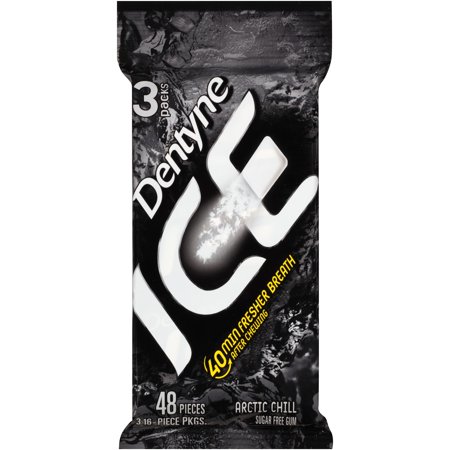 3
packs
Dentyne
ICE
40 MIN FRESHER BREATH
AFTER CHEWING
48 PIECES
3 16 - PIECE PKGS.
ARCTIC CHILL
SUGAR FREE GUM